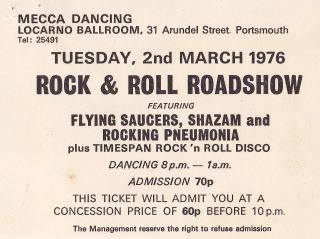 MECCA DANCING
LOCARNO BALLROOM, 31 Arundel Street. Portsmouth
Tel: 25491
TUESDAY, 2nd MARCH 1976
ROCK & ROLL ROADSHOW
FEATURING
FLYING SAUCERS, SHAZAM and
ROCKING PNEUMONIA
plus TIMESPAN ROCK 'n ROLL DISCO
DANCING 8 p.m. — 1a.m.
ADMISSION 70p
THIS TICKET WILL ADMIT YOU AT A
CONCESSION PRICE OF 60p BEFORE 10 p.m.
The Management reserve the right to refuse admission